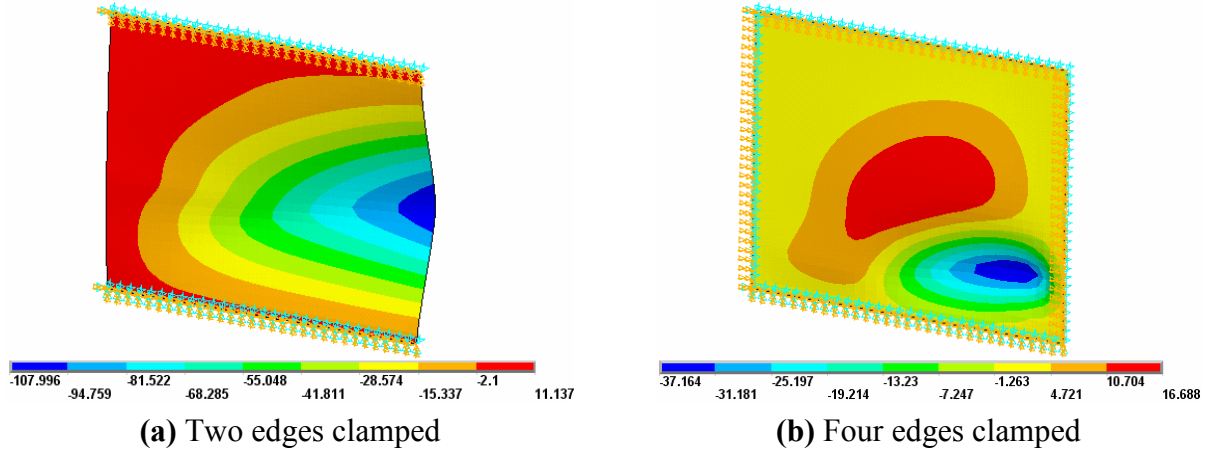 -107.996 81.522 55.048 28.574 -2.1
-94.759 -68.285 -41.811 -15.337 11.137
(a) Two edges clamped
-37.164 -25.197 -13.23 -1.263 10.704
-31.181 -19.214 -7.247 4.721 16.688
(b) Four edges clamped